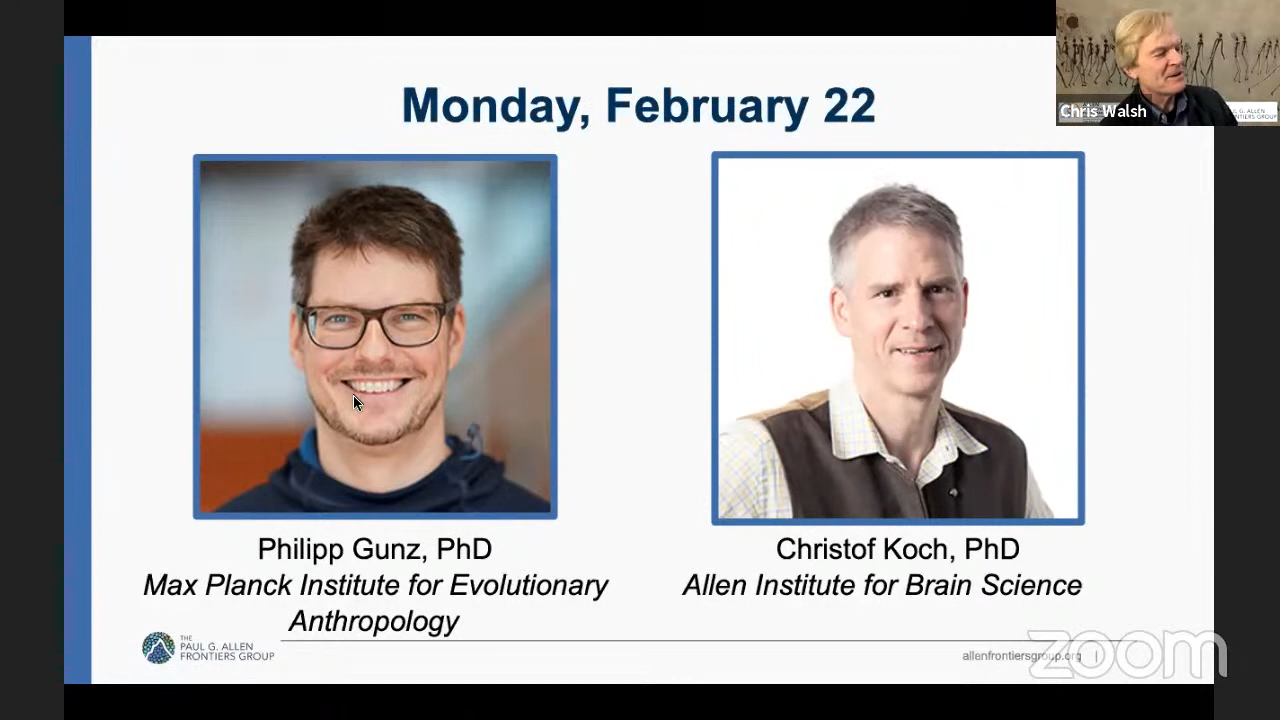 Monday, February 22
Chris Walsh
Philipp Gunz, PhD
Max Planck Institute for Evolutionary
Anthropology
Christof Koch, PhD
Allen Institute for Brain Science
THE
PAUL G. ALLEN
FRONTIERS GROUP
allenfrontiersgroup.org |
zoom